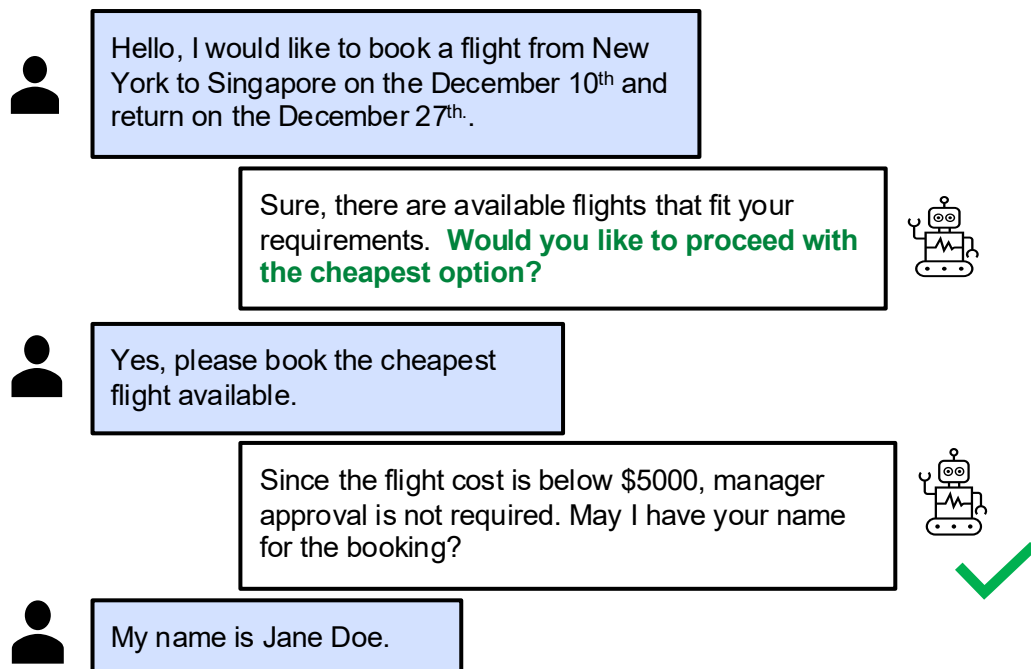 Hello, I would like to book a flight from New
York to Singapore on the December 10th and
return on the December 27th.
Sure, there are available flights that fit your
requirements.  Would you like to proceed with
the cheapest option?
Yes, please book the cheapest
flight available.
Since the flight cost is below $5000, manager
approval is not required. May I have your name
for the booking?
My name is Jane Doe.